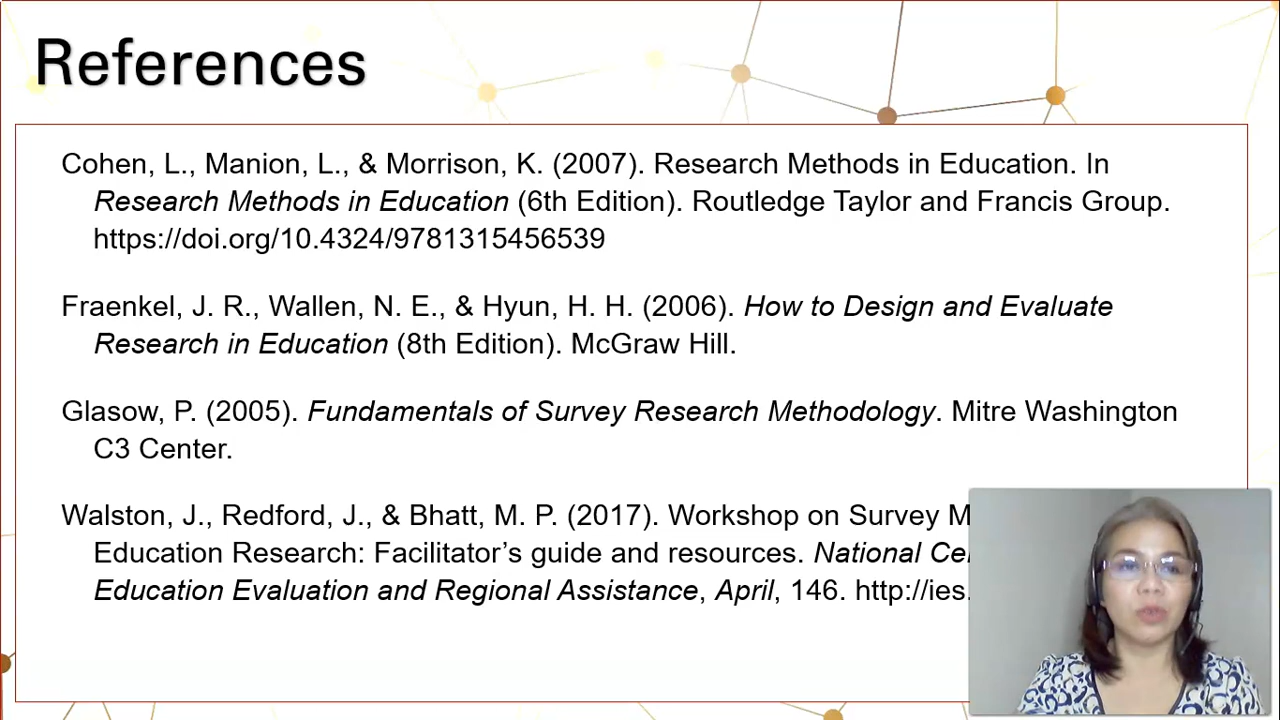 References
Cohen, L., Manion, L., & Morrison, K. (2007). Research Methods in Education. In
Research Methods in Education (6th Edition). Routledge Taylor and Francis Group.
https://doi.org/10.4324/9781315456539
Fraenkel, J. R., Wallen, N. E., & Hyun, H. H. (2006). How to Design and Evaluate
Research in Education (8th Edition). McGraw Hill.
Glasow, P. (2005). Fundamentals of Survey Research Methodology. Mitre Washington
C3 Center.
Walston, J., Redford, J., & Bhatt, M. P. (2017). Workshop on Survey
Education Research: Facilitator’s guide and resources. National
Education Evaluation and Regional Assistance, April, 146. http://ies.